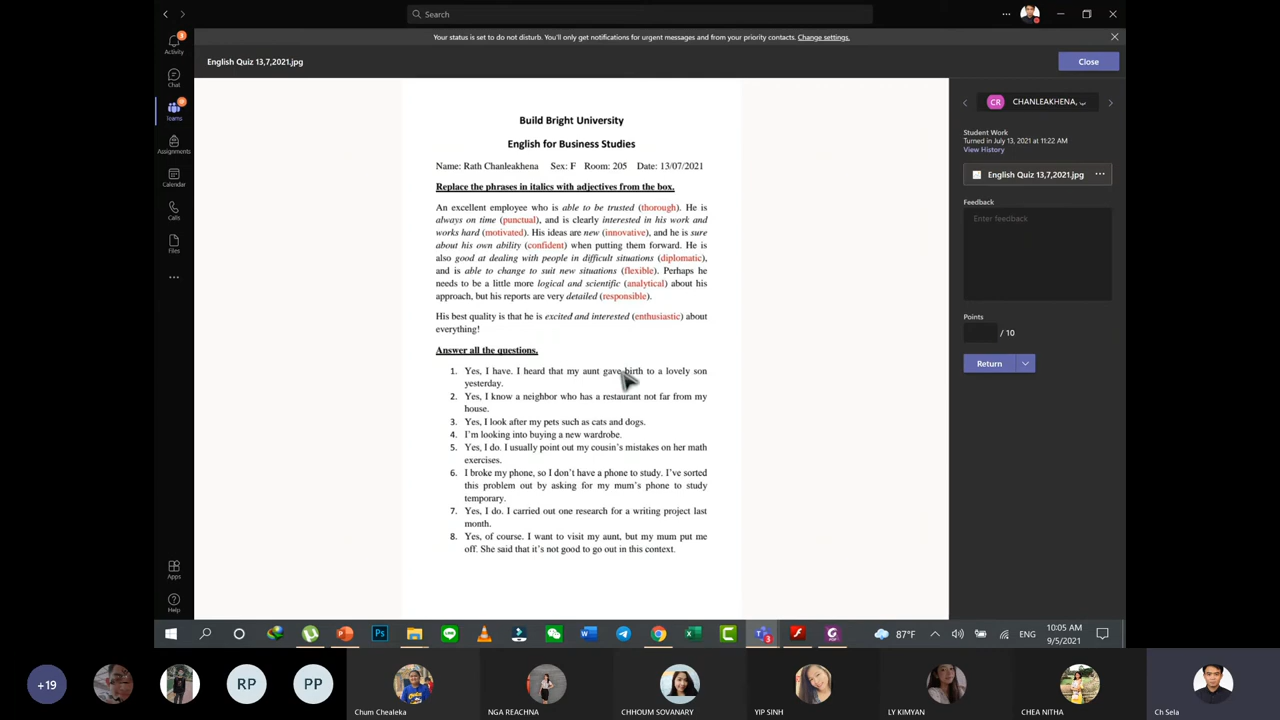 Search
Your status is set to do not disturb. You'll only get notifications for urgent messages and from your priority contacts. Change settings.
English Quiz 13,7,2021.jpg
Close
Activity
Chat
Teams
Assignments
Calendar
Calls
Files
Apps
Help
Build Bright University
English for Business Studies
Name: Rath Chanleakhena Sex: F Room: 205 Date: 13/07/2021
Replace the phrases in italics with adjectives from the box.
An excellent employee who is able to be trusted (thorough). He is
always on time (punctual), and is clearly interested in his work and
works hard (motivated). His ideas are new (innovative), and he is sure
about his own ability (confident) when putting them forward. He is
also good at dealing with people in difficult situations (diplomatic),
and is able to change to suit new situations (flexible). Perhaps he
needs to be a little more logical and scientific (analytical) about his
approach, but his reports are very detailed (responsible).
His best quality is that he is excited and interested (enthusiastic) about
everything!
Answer all the questions.
1. Yes, I have. I heard that my aunt gave birth to a lovely son
yesterday.
2. Yes, I know a neighbor who has a restaurant not far from my
house.
3. Yes, I look after my pets such as cats and dogs.
4. I'm looking into buying a new wardrobe.
5. Yes, I do. I usually point out my cousin's mistakes on her math
exercises.
6. I broke my phone, so I don't have a phone to study. I've sorted
this problem out by asking for my mum's phone to study
temporary.
7. Yes, I do. I carried out one research for a writing project last
month.
8. Yes, of course. I want to visit my aunt, but my mum put me
off. She said that it's not good to go out in this context.
CR CHANLEAKHENA, ...
Student Work
Turned in July 13, 2021 at 11:22 AM
View History
English Quiz 13,7,2021.jpg
Feedback
Enter feedback
Points
/ 10
Return
87°F
ENG
10:05 AM
9/5/2021
+19
RP
PP
Chum Chealeka
NGA REACHNA
CHHOUM SOVANARY
YIP SINH
LY KIMYAN
CHEA NITHA
Ch Sela